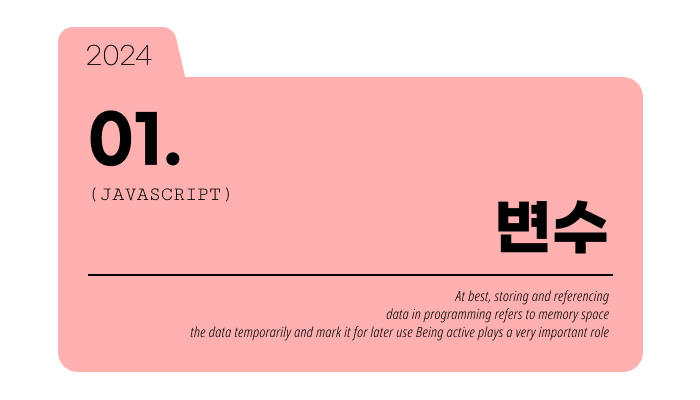 2024
01.
(JAVASCRIPT)
변수
At best, storing and referencing
data in programming refers to memory space
the data temporarily and mark it for later use Being active plays a very important role